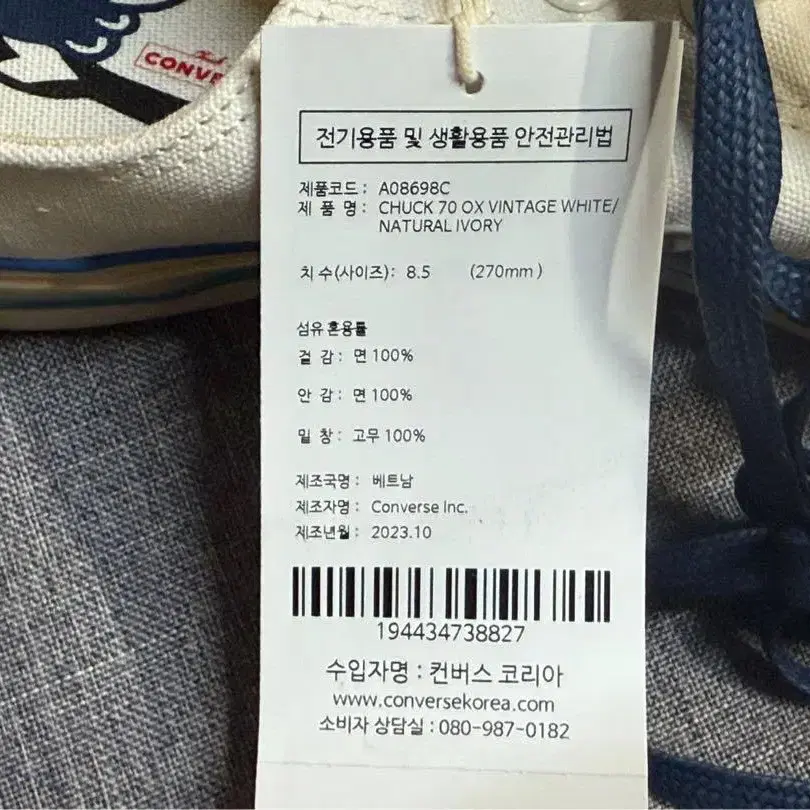 CONVE
전기용품 및 생활용품 안전관리법
제품코드 : A08698C
제 품 명 : CHUCK 70 OX VINTAGE WHITE/
NATURAL IVORY
치 수(사이즈) : 8.5 (270mm)
섬유 혼용률
겉 감 : 면 100%
안 감 : 면 100%
밑 창 : 고무 100%
제조국명 : 베트남
제조자명 : Converse Inc.
제조년월 : 2023.10
194434738827
수입자명 : 컨버스 코리아
www.conversekorea.com
소비자 상담실 : 080-987-0182